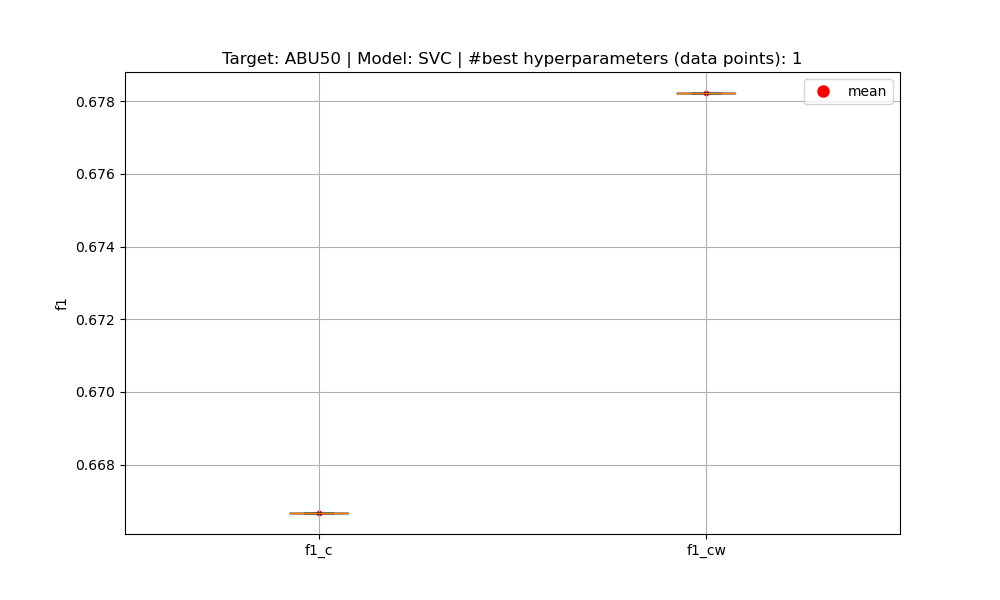 Target: ABU50 | Model: SVC | #best hyperparameters (data points): 1
mean
f1
0.678
0.676
0.674
0.672
0.670
0.668
f1_c
f1_cw